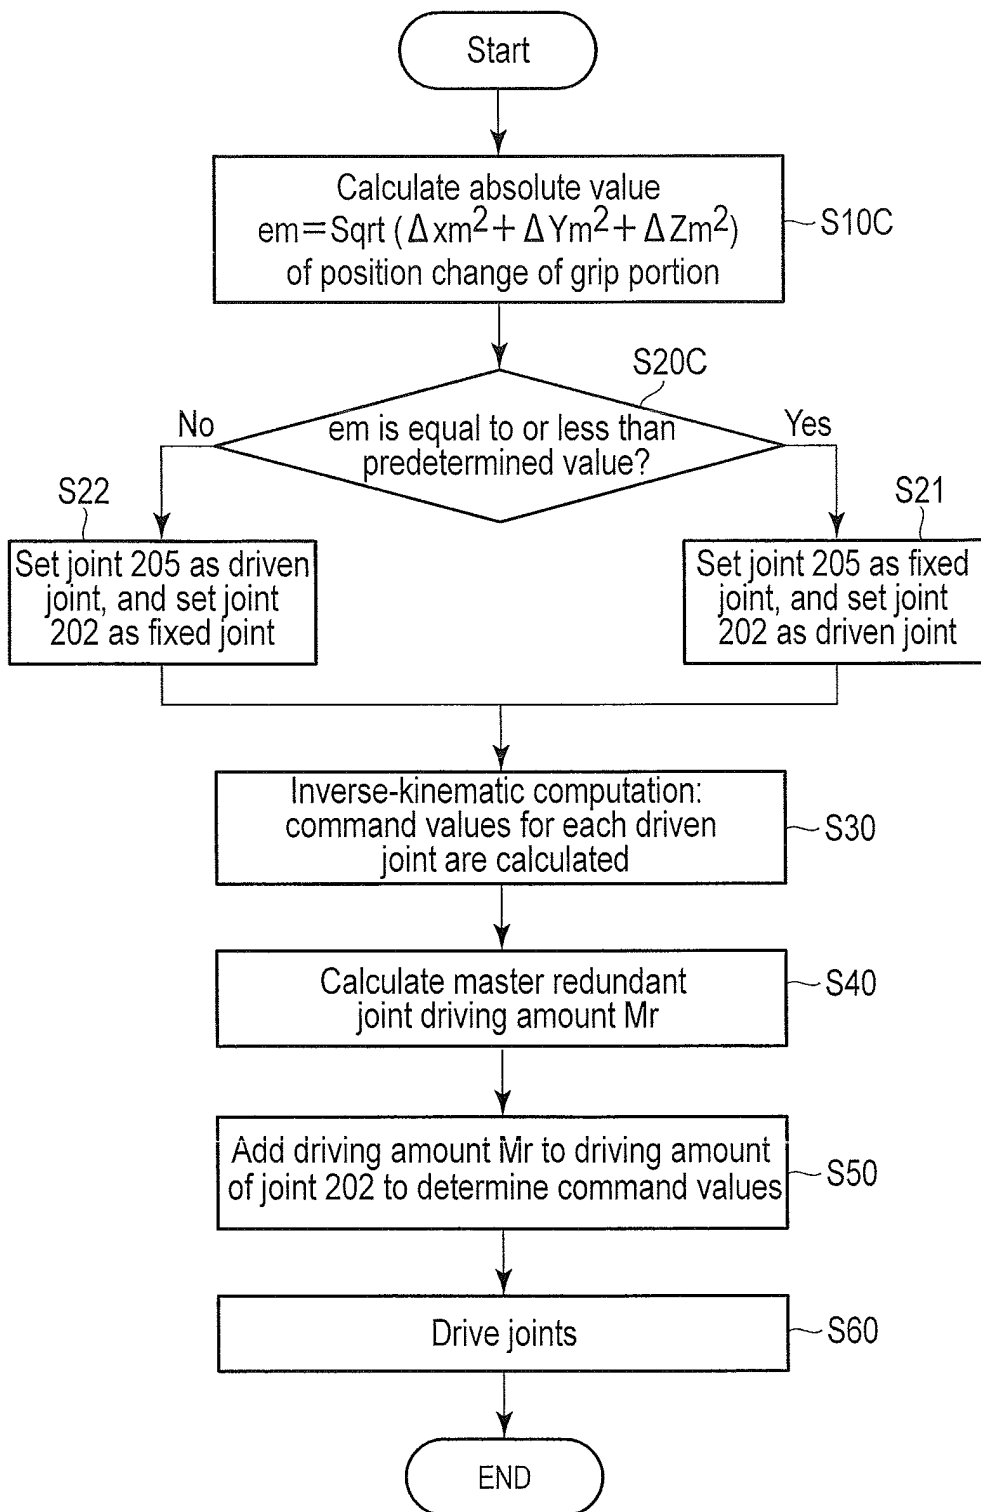 Start
Calculate absolute value
em=Sqrt (Δxm²+ΔYm²+ΔZm²)
of position change of grip portion
S10C
S20C
No
em is equal to or less than
predetermined value?
Yes
S22
S21
Set joint 205 as driven
joint, and set joint
202 as fixed joint
Set joint 205 as fixed
joint, and set joint
202 as driven joint
Inverse-kinematic computation:
command values for each driven
joint are calculated
S30
Calculate master redundant
joint driving amount Mr
S40
Add driving amount Mr to driving amount
of joint 202 to determine command values
S50
Drive joints
S60
END